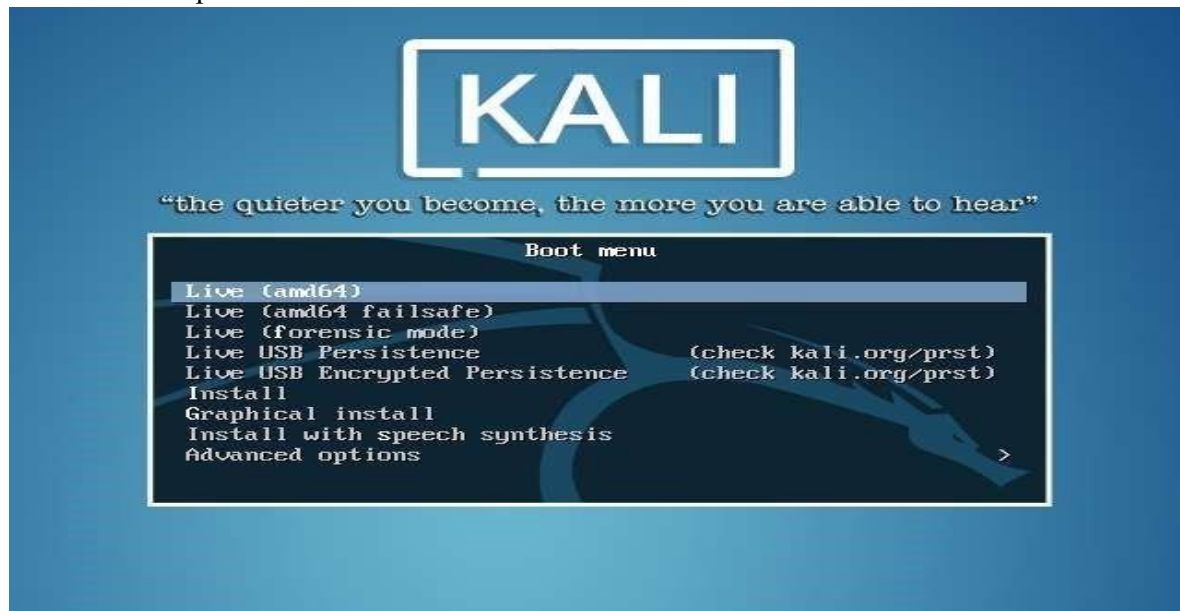 KALI
“the quieter you become, the more you are able to hear”
Boot menu
Live (amd64)
Live (amd64 failsafe)
Live (forensic mode)
Live USB Persistence (check kali.org/prst)
Live USB Encrypted Persistence (check kali.org/prst)
Install
Graphical install
Install with speech synthesis
Advanced options >